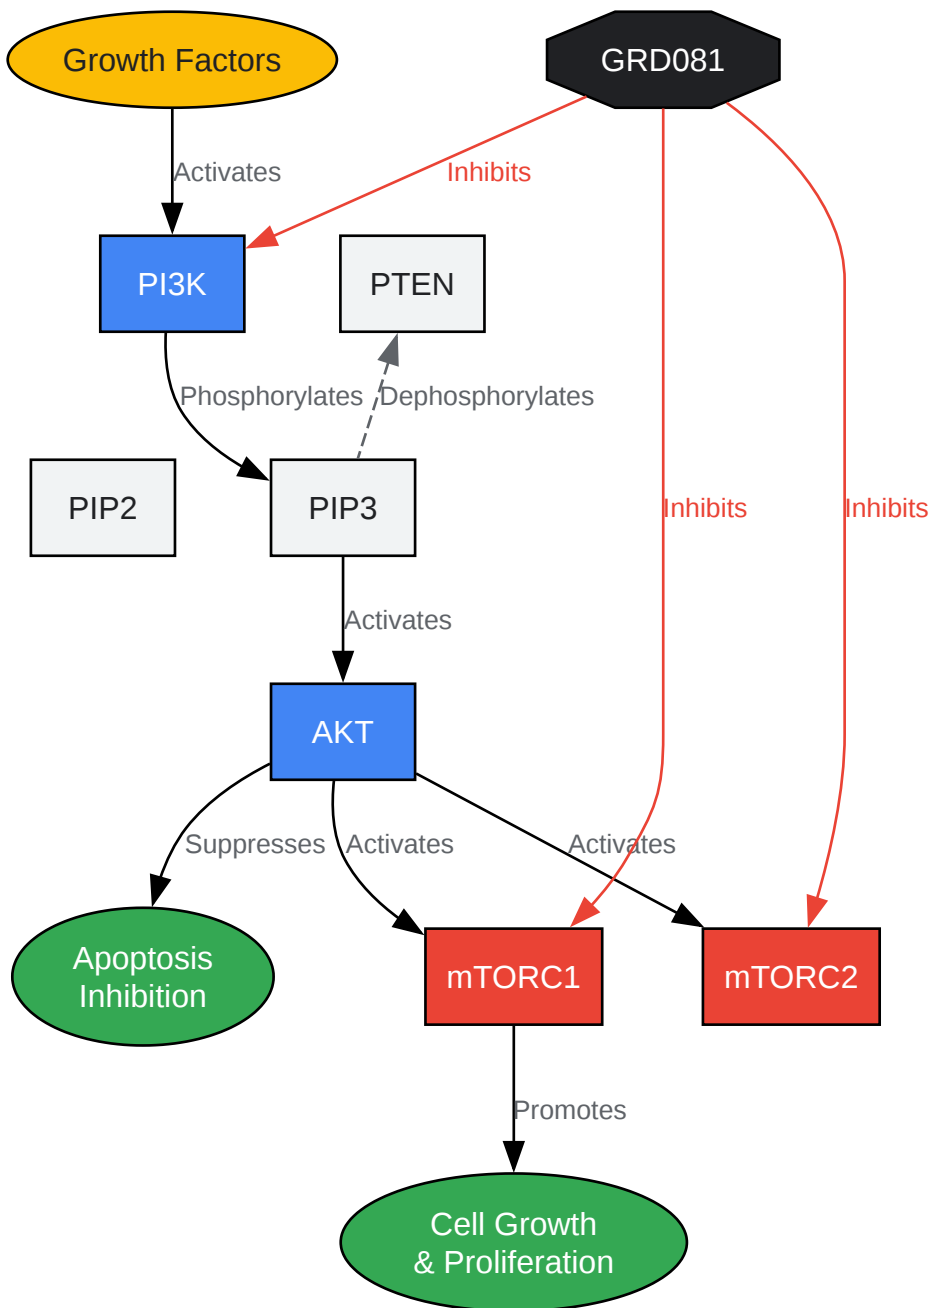 Growth Factors
GRD081
Activates
Inhibits
PI3K
PTEN
Phosphorylates
Dephosphorylates
PIP2
PIP3
Inhibits
Inhibits
Activates
AKT
Suppresses
Activates
Activates
Apoptosis
Inhibition
mTORC1
mTORC2
Promotes
Cell Growth
& Proliferation